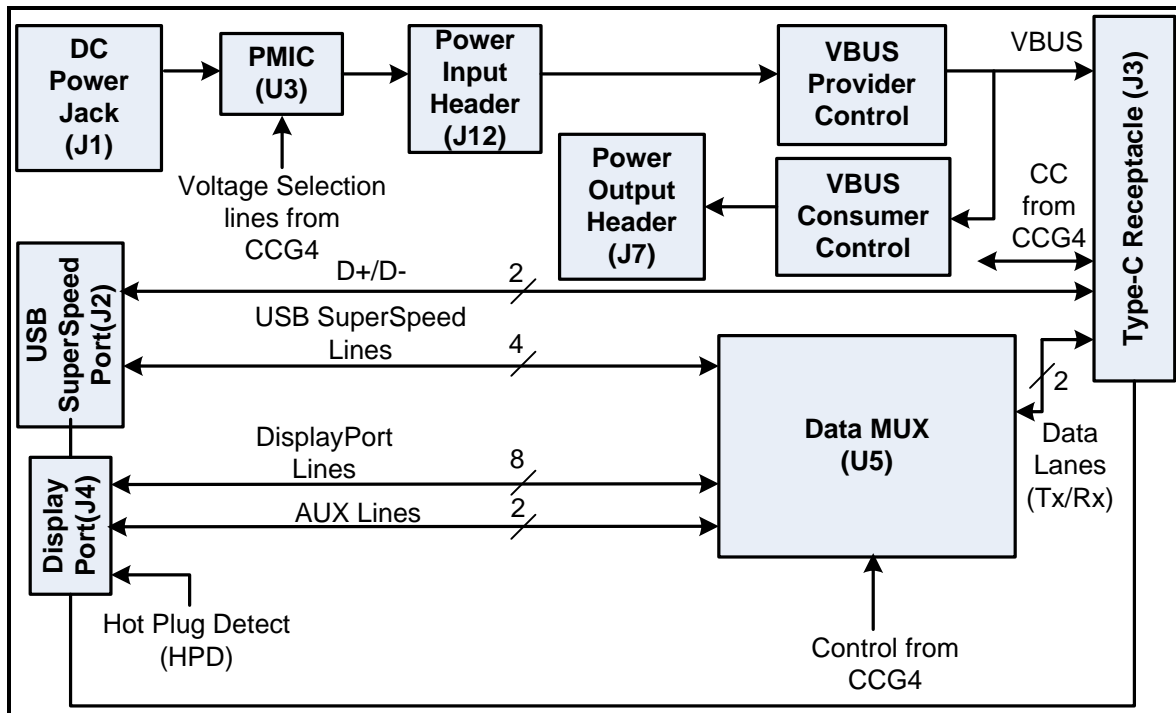 DC
Power
Jack
(J1)
PMIC
(U3)
Power
Input
Header
(J12)
VBUS
Provider
Control
VBUS
Type-C Receptacle (J3)
Voltage Selection
lines from
CCG4
Power
Output
Header
(J7)
VBUS
Consumer
Control
CC
from
CCG4
USB
SuperSpeed
Port(J2)
D+/D-
2
USB SuperSpeed
Lines
4
Data MUX
(U5)
2
Data
Lanes
(Tx/Rx)
Display
Port(J4)
DisplayPort
Lines
8
AUX Lines
2
Hot Plug Detect
(HPD)
Control from
CCG4